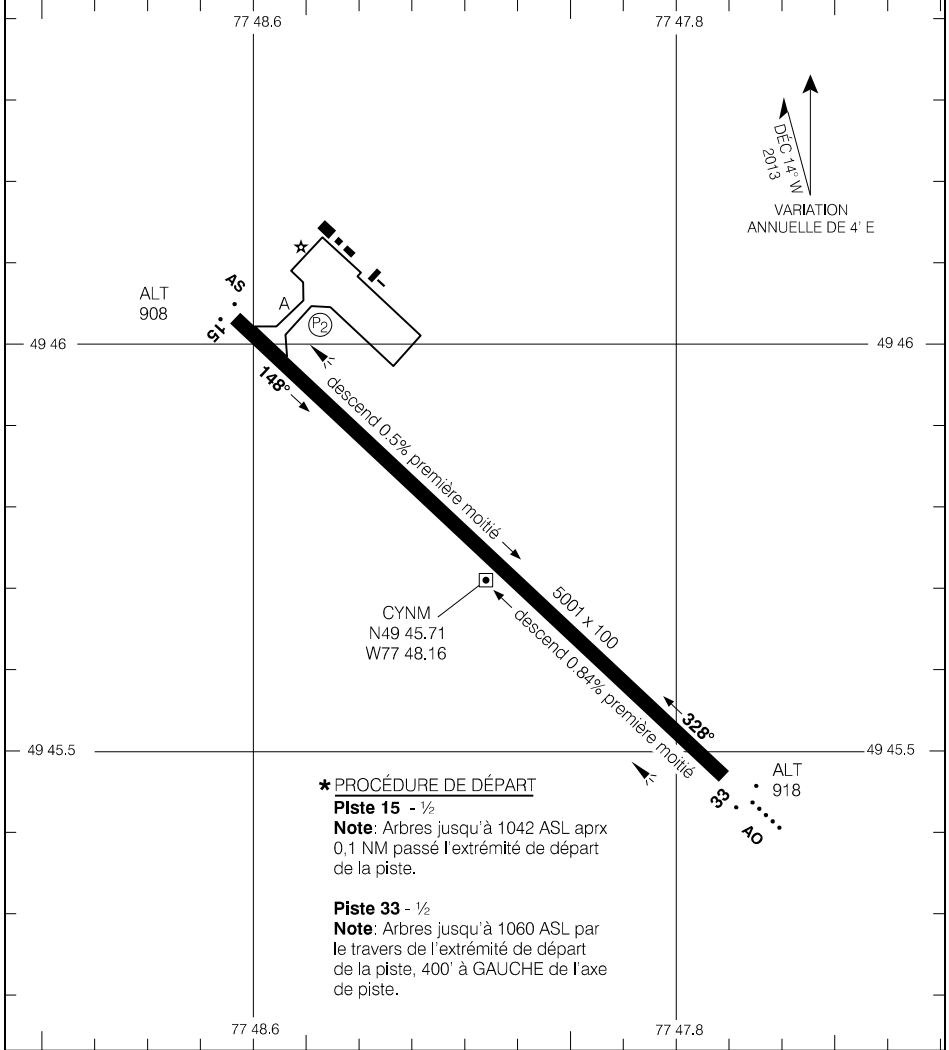 77 48.6
77 47.8
DÉC 14° W
2013
VARIATION
ANNUELLE DE 4' E
AS
ALT
908
A
P2
15
49 46
49 46
148°
descend 0.5% première moitié
5001 x 100
CYNM
N49 45.71
W77 48.16
descend 0.84% première moitié
328°
49 45.5
49 45.5
ALT
918
33
AO
* PROCÉDURE DE DÉPART
Piste 15 - ½
Note: Arbres jusqu'à 1042 ASL aprx
0,1 NM passé l'extrémité de départ
de la piste.
Piste 33 - ½
Note: Arbres jusqu'à 1060 ASL par
le travers de l'extrémité de départ
de la piste, 400' à GAUCHE de l'axe
de piste.
77 48.6
77 47.8